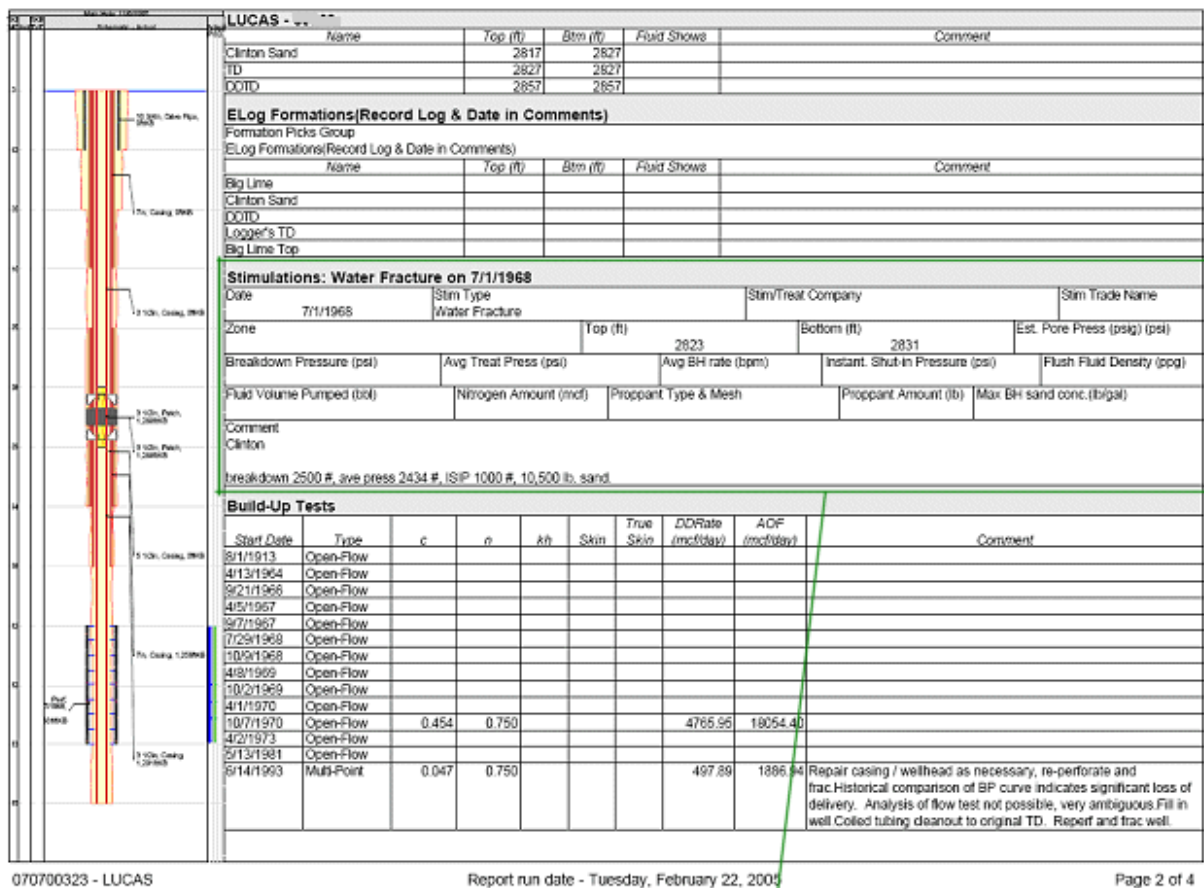 LUCAS -
Name Top (ft) Btm (ft) Fluid Shows Comment
Clinton Sand 2817 2827
TD 2827 2827
DDTD 2857 2857
ELog Formations(Record Log & Date in Comments)
Formation Picks Group
ELog Formations(Record Log & Date in Comments)
Name Top (ft) Btm (ft) Fluid Shows Comment
Big Lime
Clinton Sand
DDTD
Logger's TD
Big Lime Top
Stimulations: Water Fracture on 7/1/1968
Date Stim Type Stim/Treat Company Stim Trade Name
7/1/1968 Water Fracture
Zone Top (ft) Bottom (ft) Est. Pore Press (psig) (psi)
2823 2831
Breakdown Pressure (psi) Avg Treat Press (psi) Avg BH rate (bpm) Instant. Shut-in Pressure (psi) Flush Fluid Density (ppg)
Fluid Volume Pumped (bbl) Nitrogen Amount (mcf) Proppant Type & Mesh Proppant Amount (lb) Max BH sand conc.(lb/gal)
Comment
Clinton
breakdown 2500 #, ave press 2434 #, ISIP 1000 #, 10,500 lb. sand.
Build-Up Tests
Start Date Type c n kh Skin True Skin DDRate (mcf/day) AOF (mcf/day) Comment
8/1/1913 Open-Flow
4/13/1964 Open-Flow
9/21/1966 Open-Flow
4/5/1967 Open-Flow
9/7/1967 Open-Flow
7/29/1968 Open-Flow
10/9/1968 Open-Flow
4/8/1969 Open-Flow
10/2/1969 Open-Flow
4/1/1970 Open-Flow
10/7/1970 Open-Flow 0.454 0.750 4765.95 18054.40
4/2/1973 Open-Flow
5/13/1981 Open-Flow
6/14/1993 Multi-Point 0.047 0.750 497.89 1886.94 Repair casing / wellhead as necessary, re-perforate and
frac.Historical comparison of BP curve indicates significant loss of
delivery. Analysis of flow test not possible, very ambiguous.Fill in
well.Coiled tubing cleanout to original TD. Reperf and frac well.
070700323 - LUCAS Report run date - Tuesday, February 22, 2005 Page 2 of 4